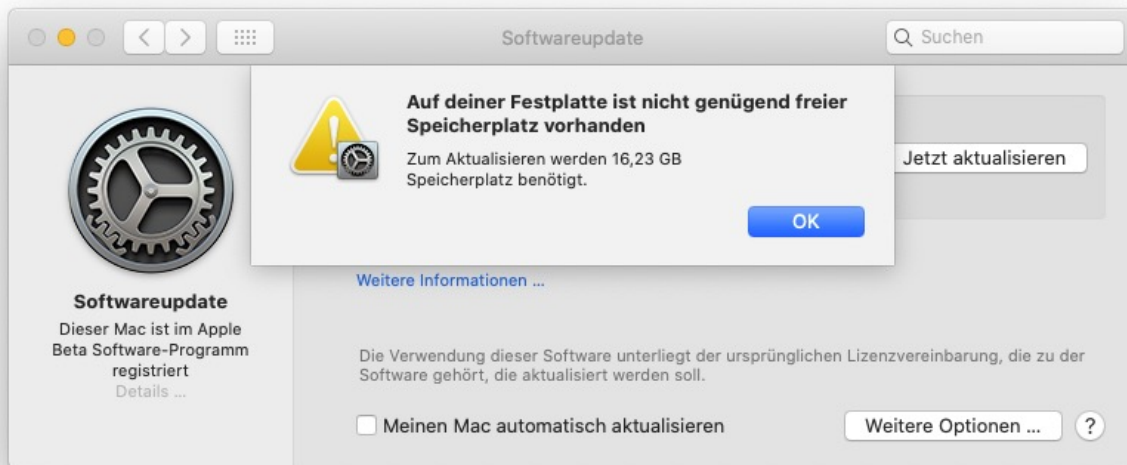 Softwareupdate
Suchen
Auf deiner Festplatte ist nicht genügend freier
Speicherplatz vorhanden
Zum Aktualisieren werden 16,23 GB
Speicherplatz benötigt.
OK
Jetzt aktualisieren
Weitere Informationen ...
Softwareupdate
Dieser Mac ist im Apple
Beta Software-Programm
registriert
Details ...
Die Verwendung dieser Software unterliegt der ursprünglichen Lizenzvereinbarung, die zu der
Software gehört, die aktualisiert werden soll.
Meinen Mac automatisch aktualisieren
Weitere Optionen ...
?